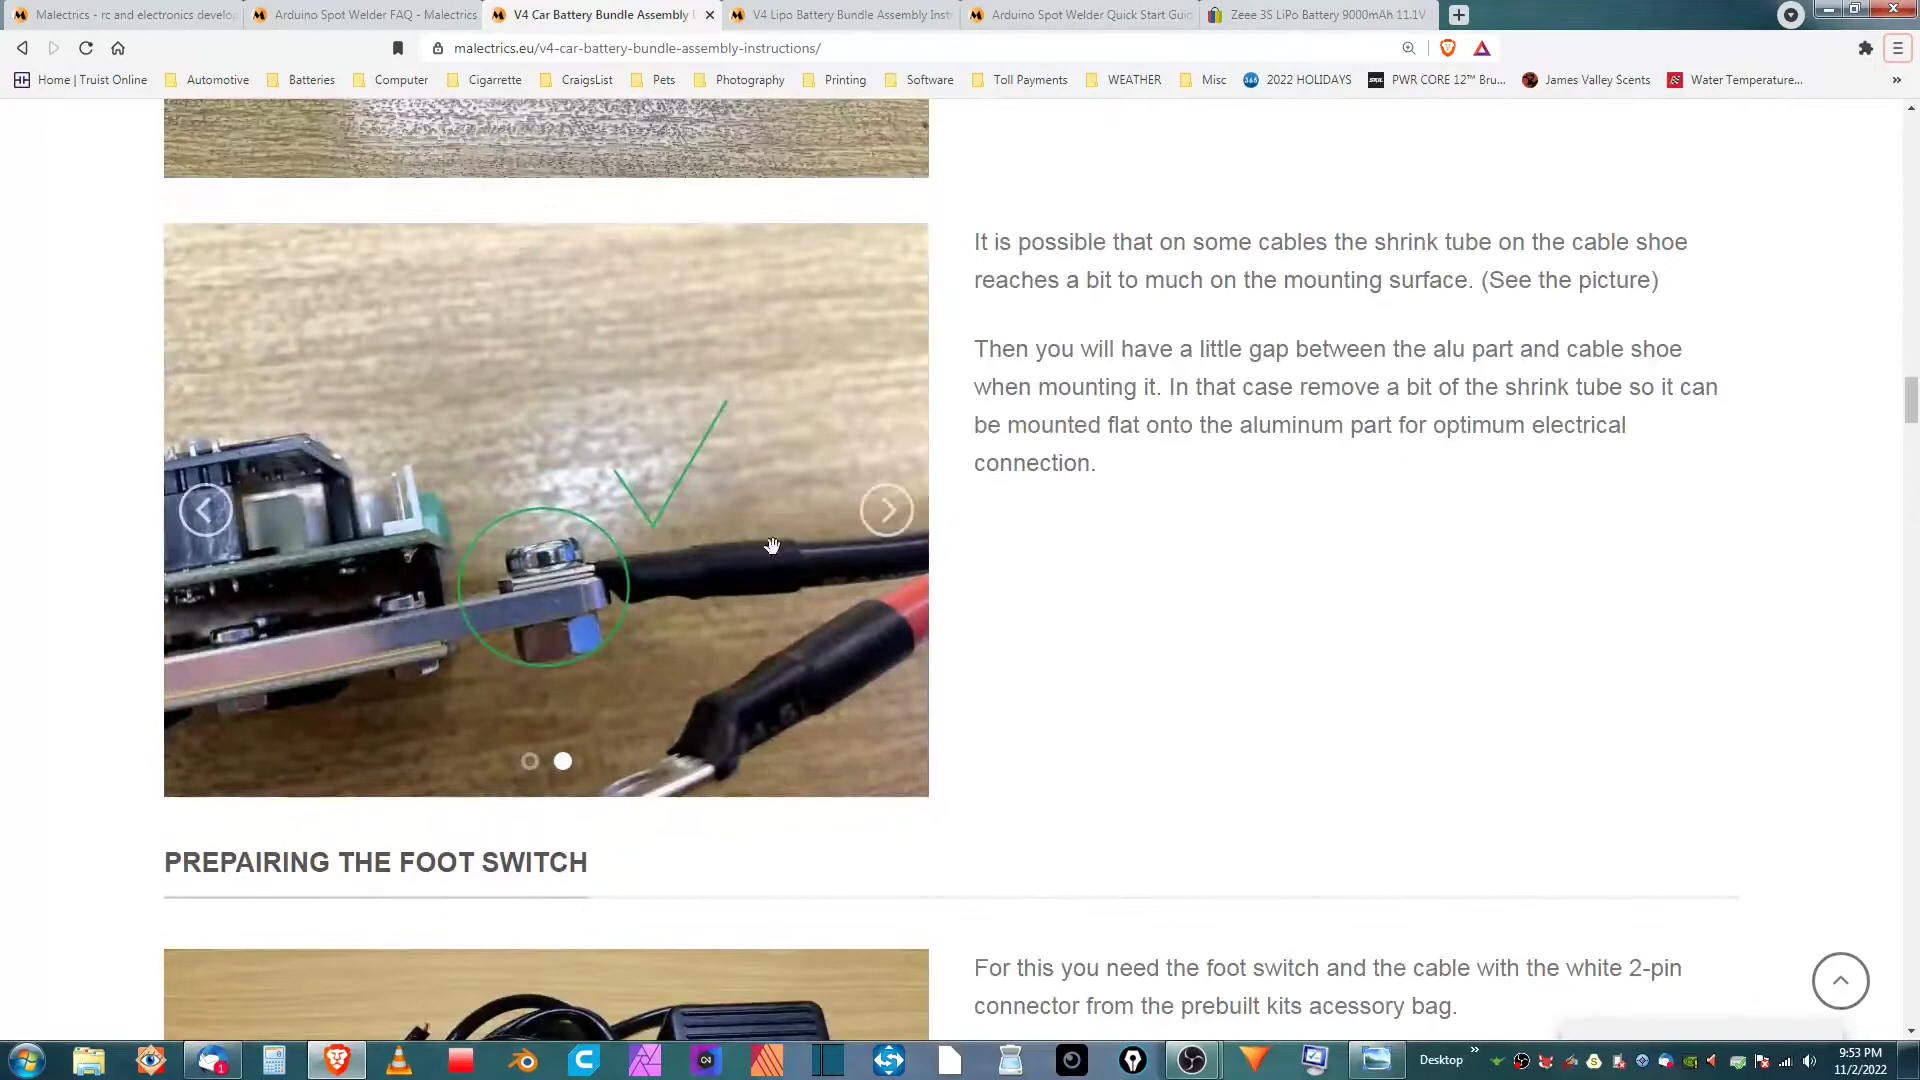 Malectrics - rc and electronics develop
Arduino Spot Welder FAQ - Malectrics
V4 Car Battery Bundle Assembly I
V4 Lipo Battery Bundle Assembly Inst
Arduino Spot Welder Quick Start Guid
Zeee 3S LiPo Battery 9000mAh 11.1V
malectrics.eu/v4-car-battery-bundle-assembly-instructions/
Home | Truist Online
Automotive
Batteries
Computer
Cigarrette
CraigsList
Pets
Photography
Printing
Software
Toll Payments
WEATHER
Misc
2022 HOLIDAYS
PWR CORE 12™ Bru...
James Valley Scents
Water Temperature...
It is possible that on some cables the shrink tube on the cable shoe
reaches a bit to much on the mounting surface. (See the picture)
Then you will have a little gap between the alu part and cable shoe
when mounting it. In that case remove a bit of the shrink tube so it can
be mounted flat onto the aluminum part for optimum electrical
connection.
PREPAIRING THE FOOT SWITCH
For this you need the foot switch and the cable with the white 2-pin
connector from the prebuilt kits acessory bag.
Desktop
9:53 PM
11/2/2022